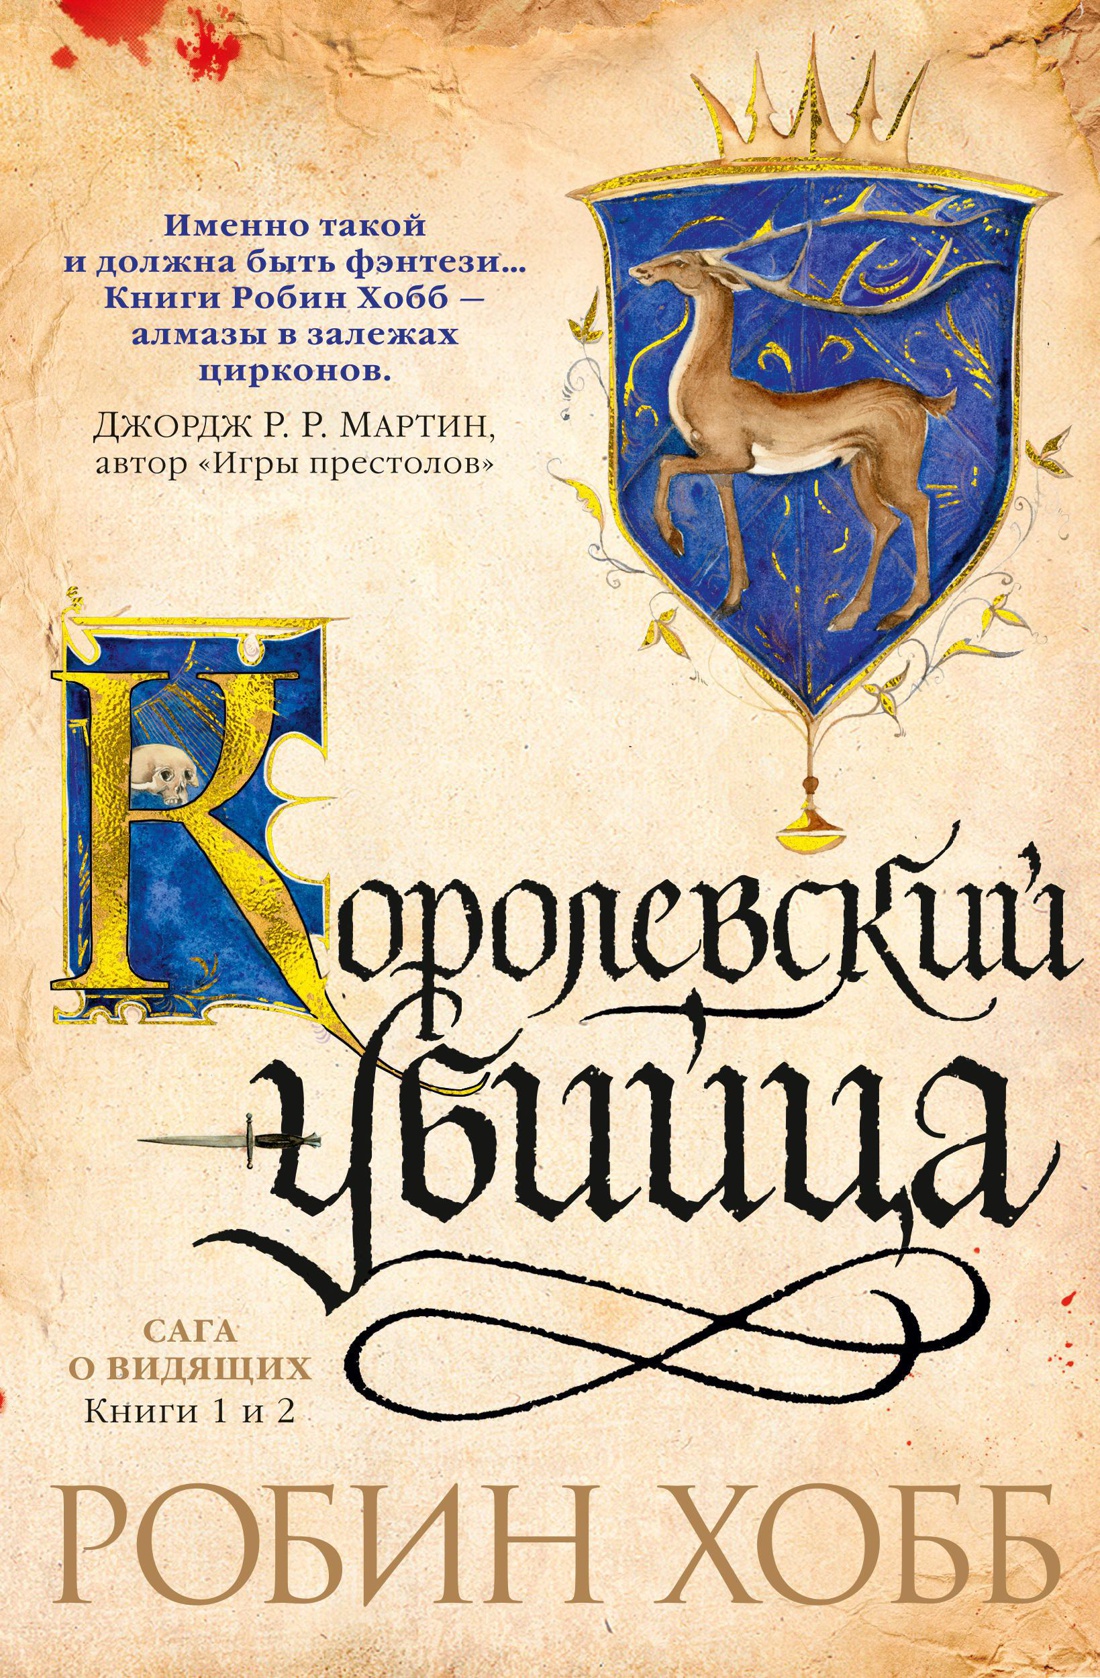 Именно такой
и должна быть фэнтези...
Книги Робин Хобб —
алмазы в залежах
цирконов.
Джордж Р. Р. Мартин,
автор «Игры престолов»
Королевский
убийца
САГА
О ВИДЯЩИХ
Книги 1 и 2
РОБИН ХОББ